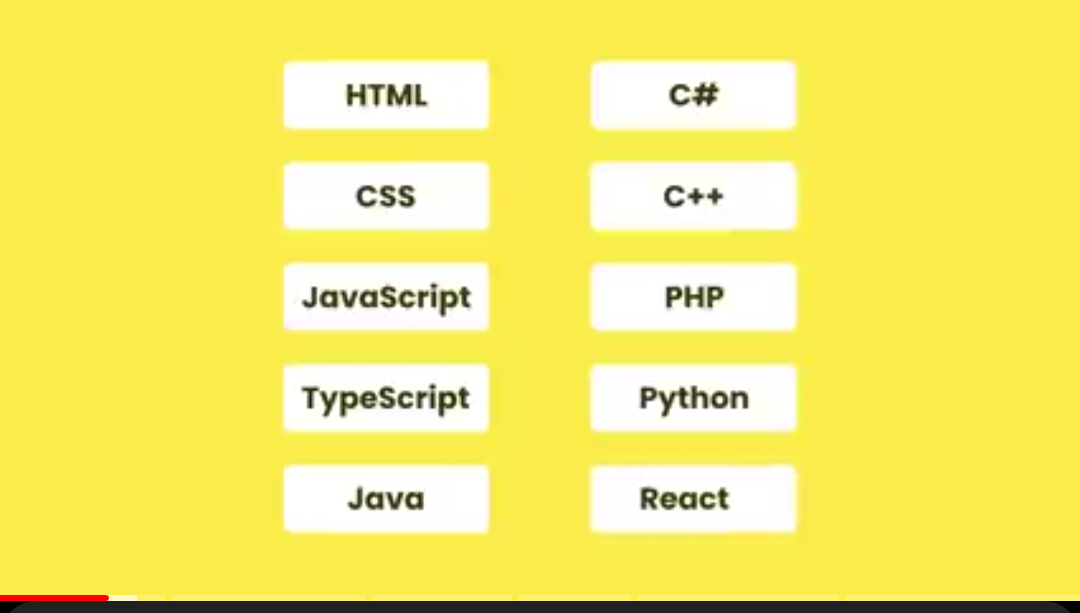 HTML
CSS
JavaScript
TypeScript
Java
C#
C++
PHP
Python
React